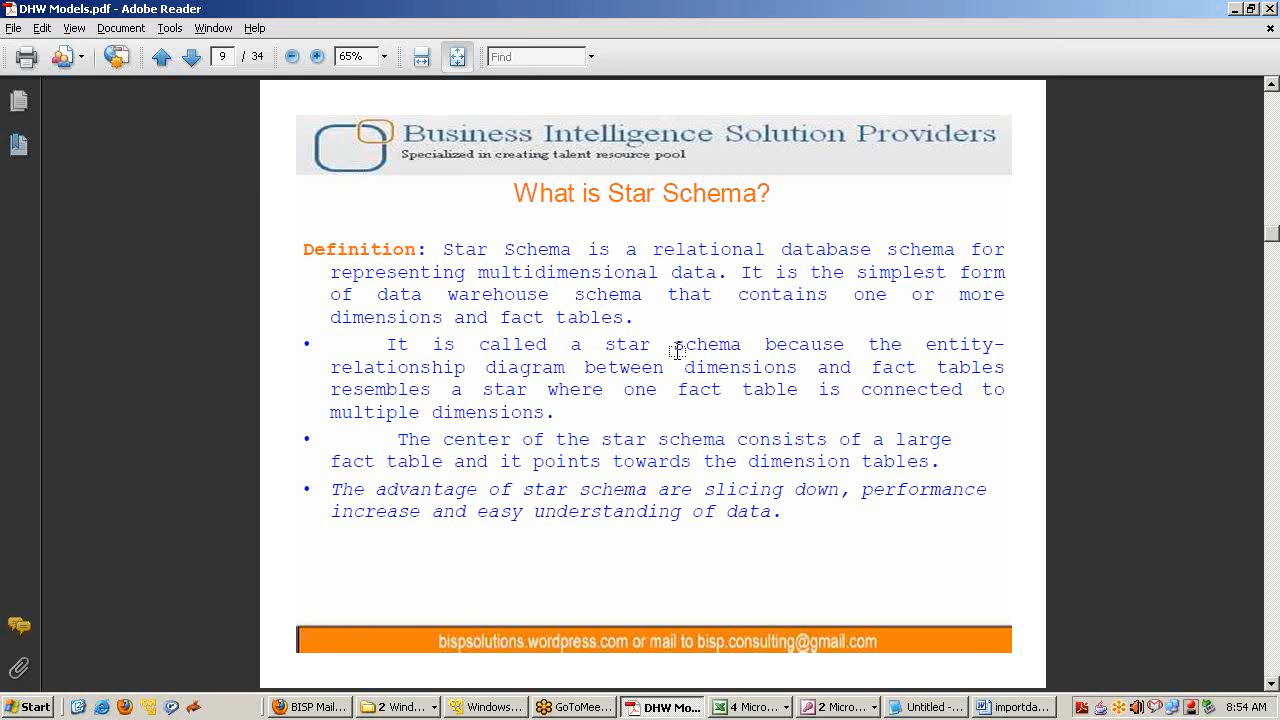 DHW Models.pdf - Adobe Reader
File Edit View Document Tools Window Help
9 / 34 65% Find
Business Intelligence Solution Providers
Specialized in creating talent resource pool
What is Star Schema?
Definition: Star Schema is a relational database schema for
representing multidimensional data. It is the simplest form
of data warehouse schema that contains one or more
dimensions and fact tables.
• It is called a star schema because the entity-
relationship diagram between dimensions and fact tables
resembles a star where one fact table is connected to
multiple dimensions.
• The center of the star schema consists of a large
fact table and it points towards the dimension tables.
• The advantage of star schema are slicing down, performance
increase and easy understanding of data.
bispsolutions.wordpress.com or mail to bisp.consulting@gmail.com
Start BISP Mail... 2 Wind... Windows... GoToMee... DHW Mo... 4 Micro... 2 Micros... Untitled - ... importda... 8:54 AM